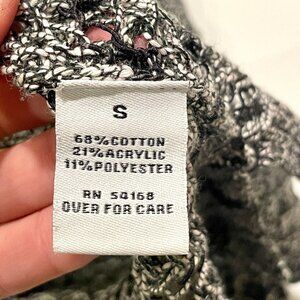 S
68%COTTON
21%ACRYLIC
11%POLYESTER
RN 54168
OVER FOR CARE